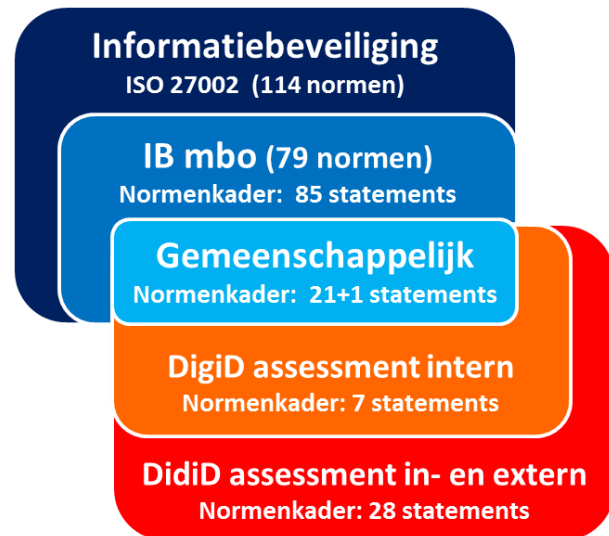 Informatiebeveiliging
ISO 27002 (114 normen)
IB mbo (79 normen)
Normenkader: 85 statements
Gemeenschappelijk
Normenkader: 21+1 statements
DigiD assessment intern
Normenkader: 7 statements
DidiD assessment in- en extern
Normenkader: 28 statements